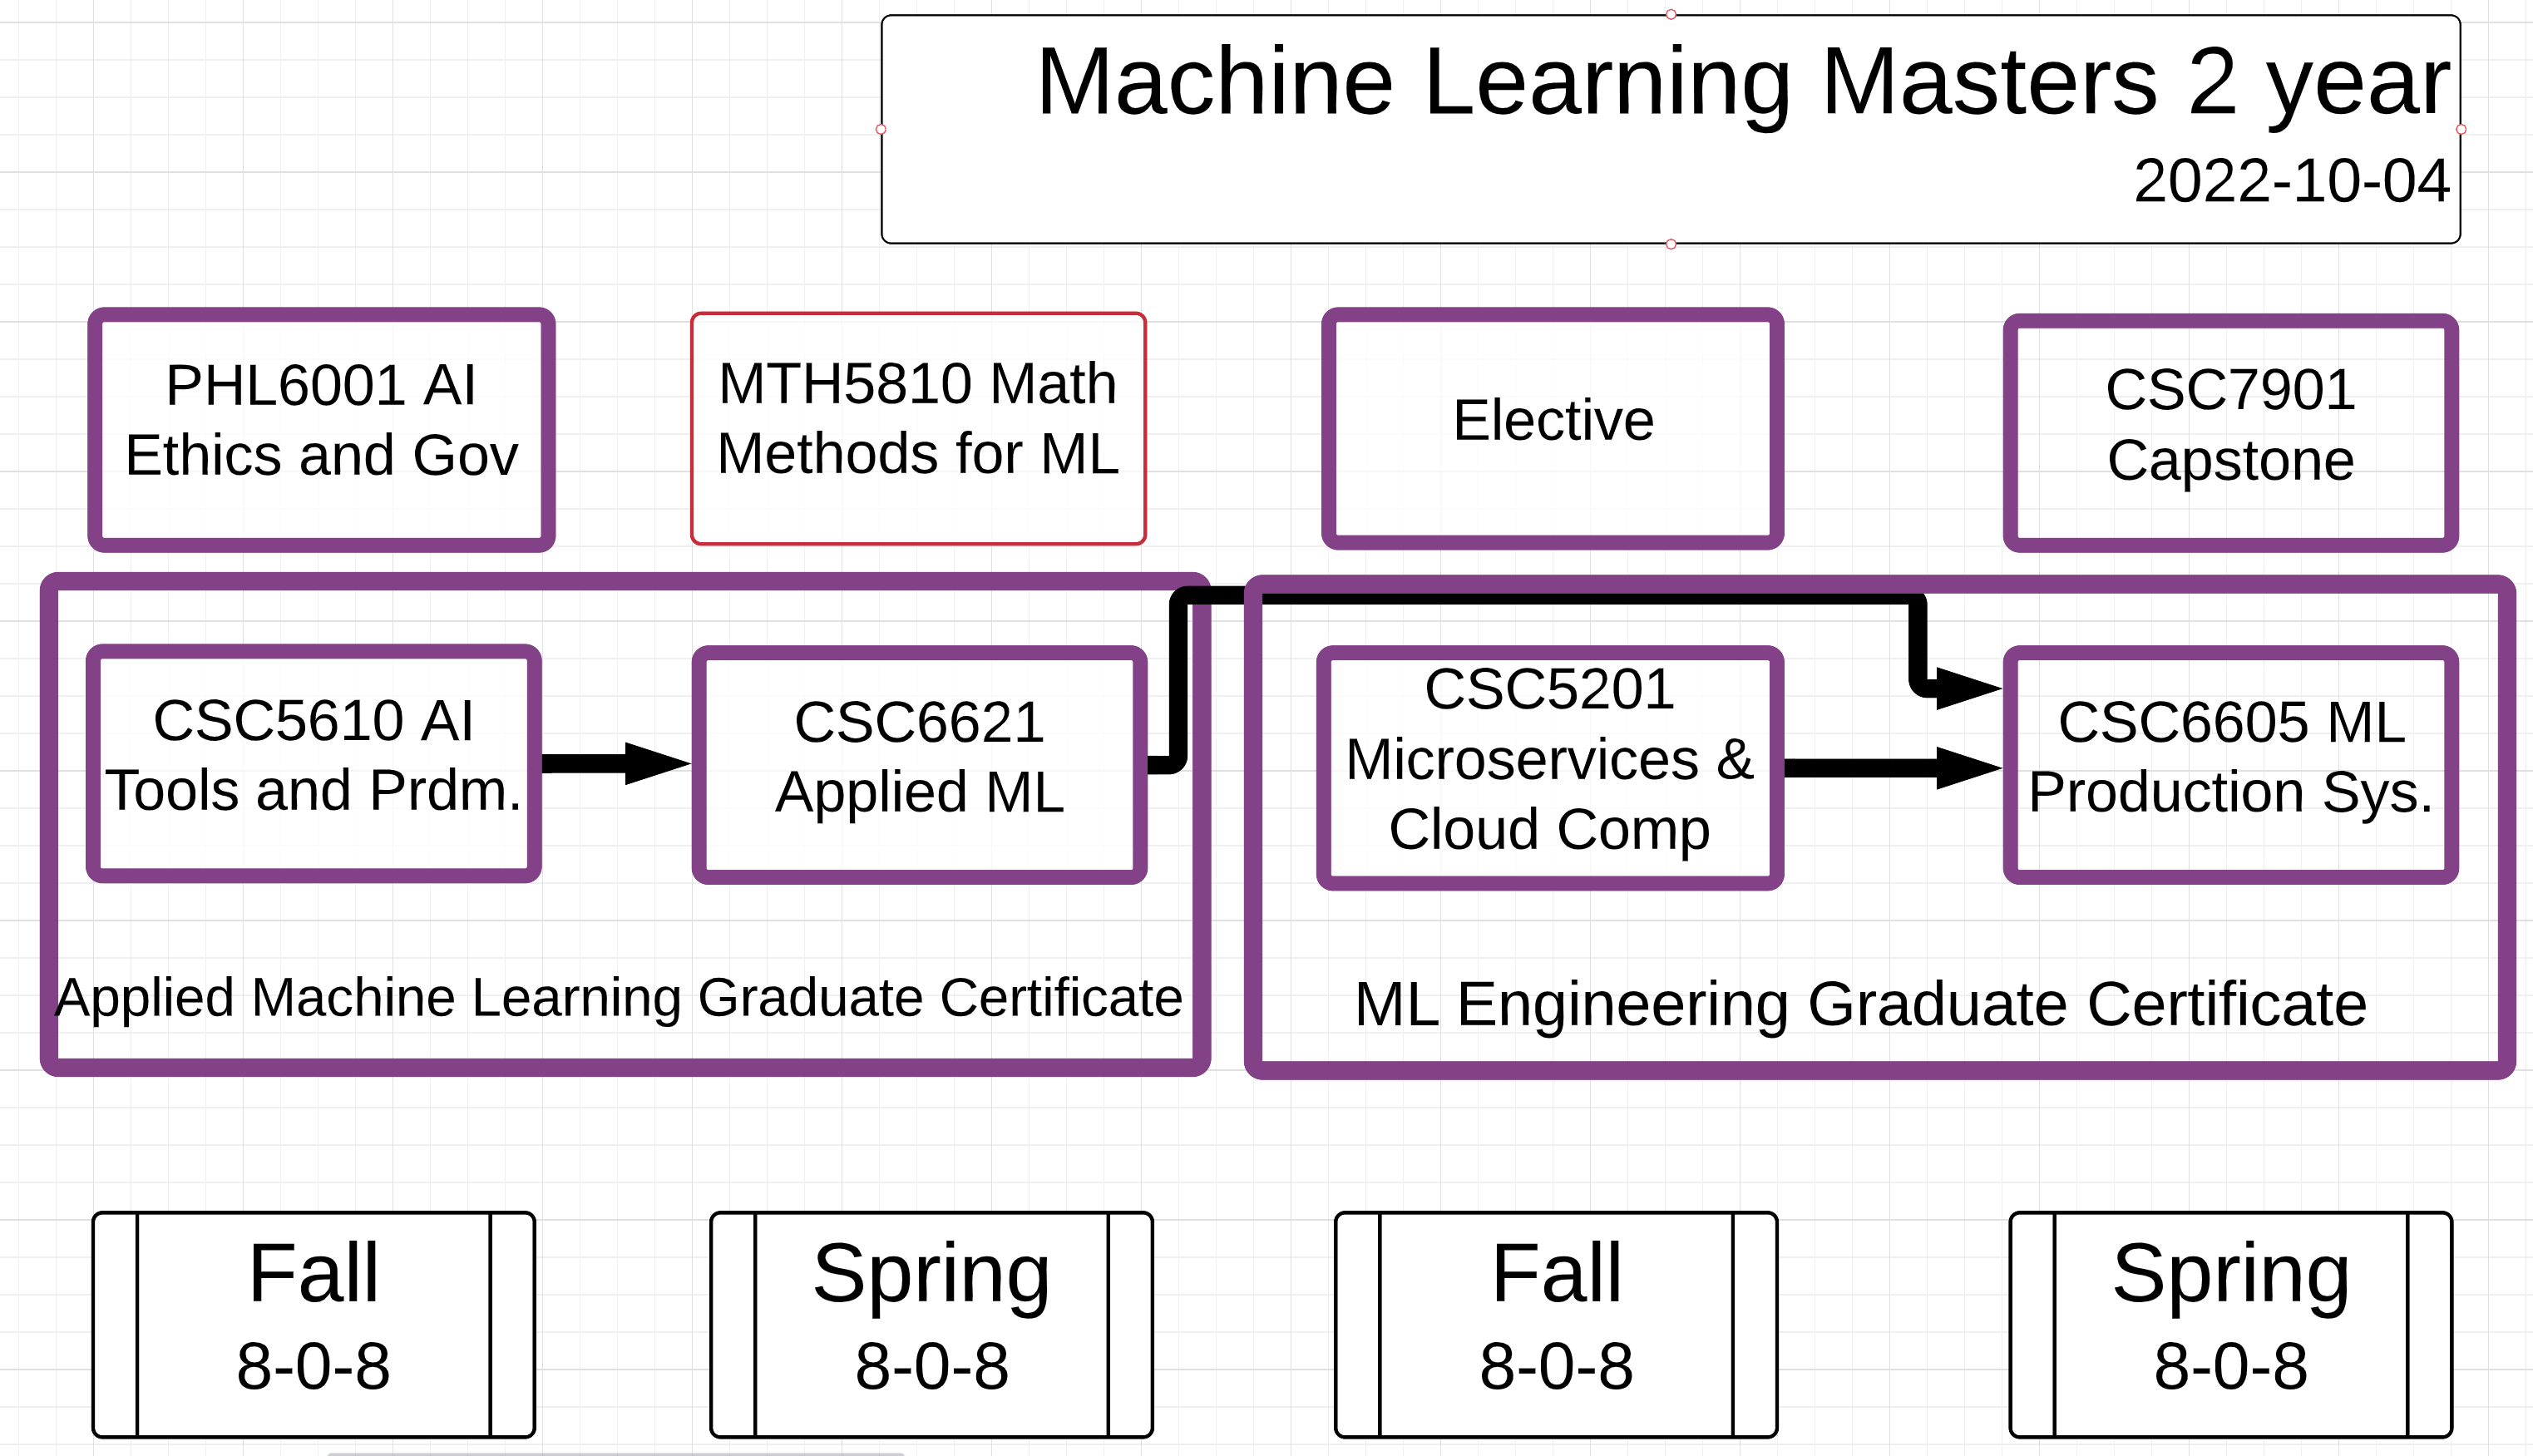 Machine Learning Masters 2 year
2022-10-04
PHL6001 AI
Ethics and Gov
MTH5810 Math
Methods for ML
Elective
CSC7901
Capstone
CSC5610 AI
Tools and Prdm.
CSC6621
Applied ML
CSC5201
Microservices &
Cloud Comp
CSC6605 ML
Production Sys.
Applied Machine Learning Graduate Certificate
ML Engineering Graduate Certificate
Fall
8-0-8
Spring
8-0-8
Fall
8-0-8
Spring
8-0-8